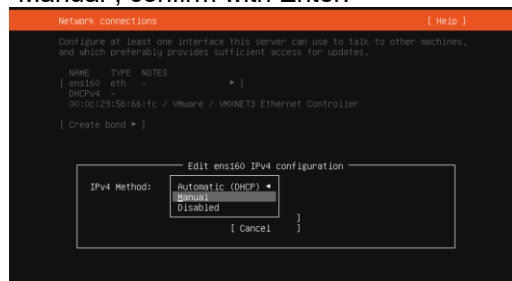 "Manual", confirm with Enter.
Network connections [ Help ]
Configure at least one interface this server can use to talk to other machines,
and which preferably provides sufficient access for updates.
NAME TYPE NOTES
[ ens160 eth - ▸ ]
DHCPv4 -
00:0c:29:5b:66:fc / VMware / VMXNET3 Ethernet Controller
[ Create bond ▸ ]
Edit ens160 IPv4 configuration
IPv4 Method: Automatic (DHCP) ◂
Manual
Disabled
]
[ Cancel ]